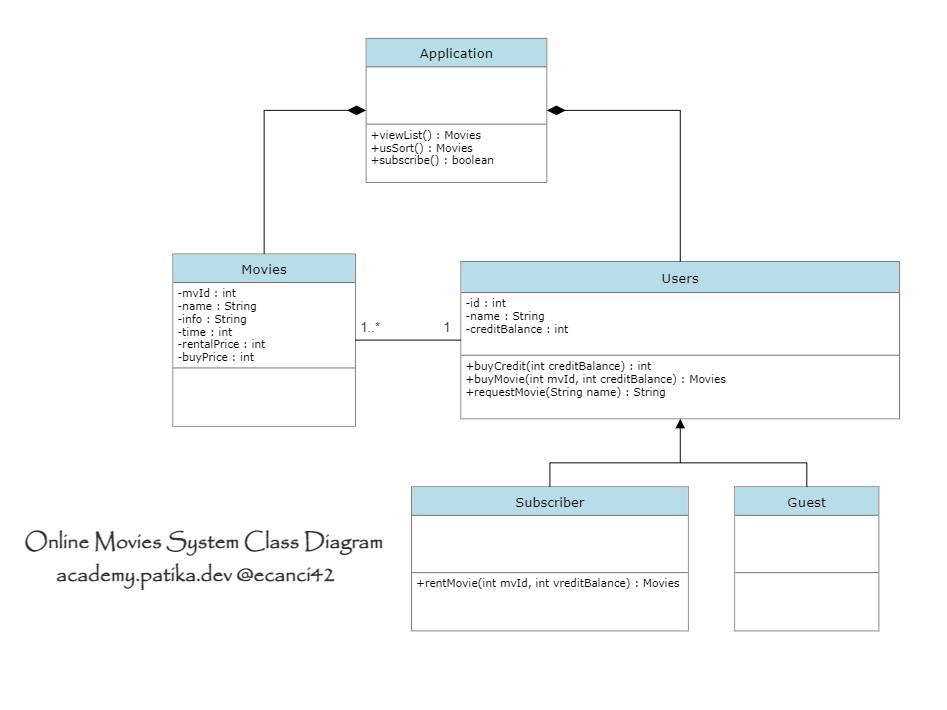 Application
+viewList() : Movies
+usSort() : Movies
+subscribe() : boolean
Movies
-mvId : int
-name : String
-info : String
-time : int
-rentalPrice : int
-buyPrice : int
1..*
1
Users
-id : int
-name : String
-creditBalance : int
+buyCredit(int creditBalance) : int
+buyMovie(int mvId, int creditBalance) : Movies
+requestMovie(String name) : String
Subscriber
+rentMovie(int mvId, int vreditBalance) : Movies
Guest
Online Movies System Class Diagram
academy.patika.dev @ecanci42